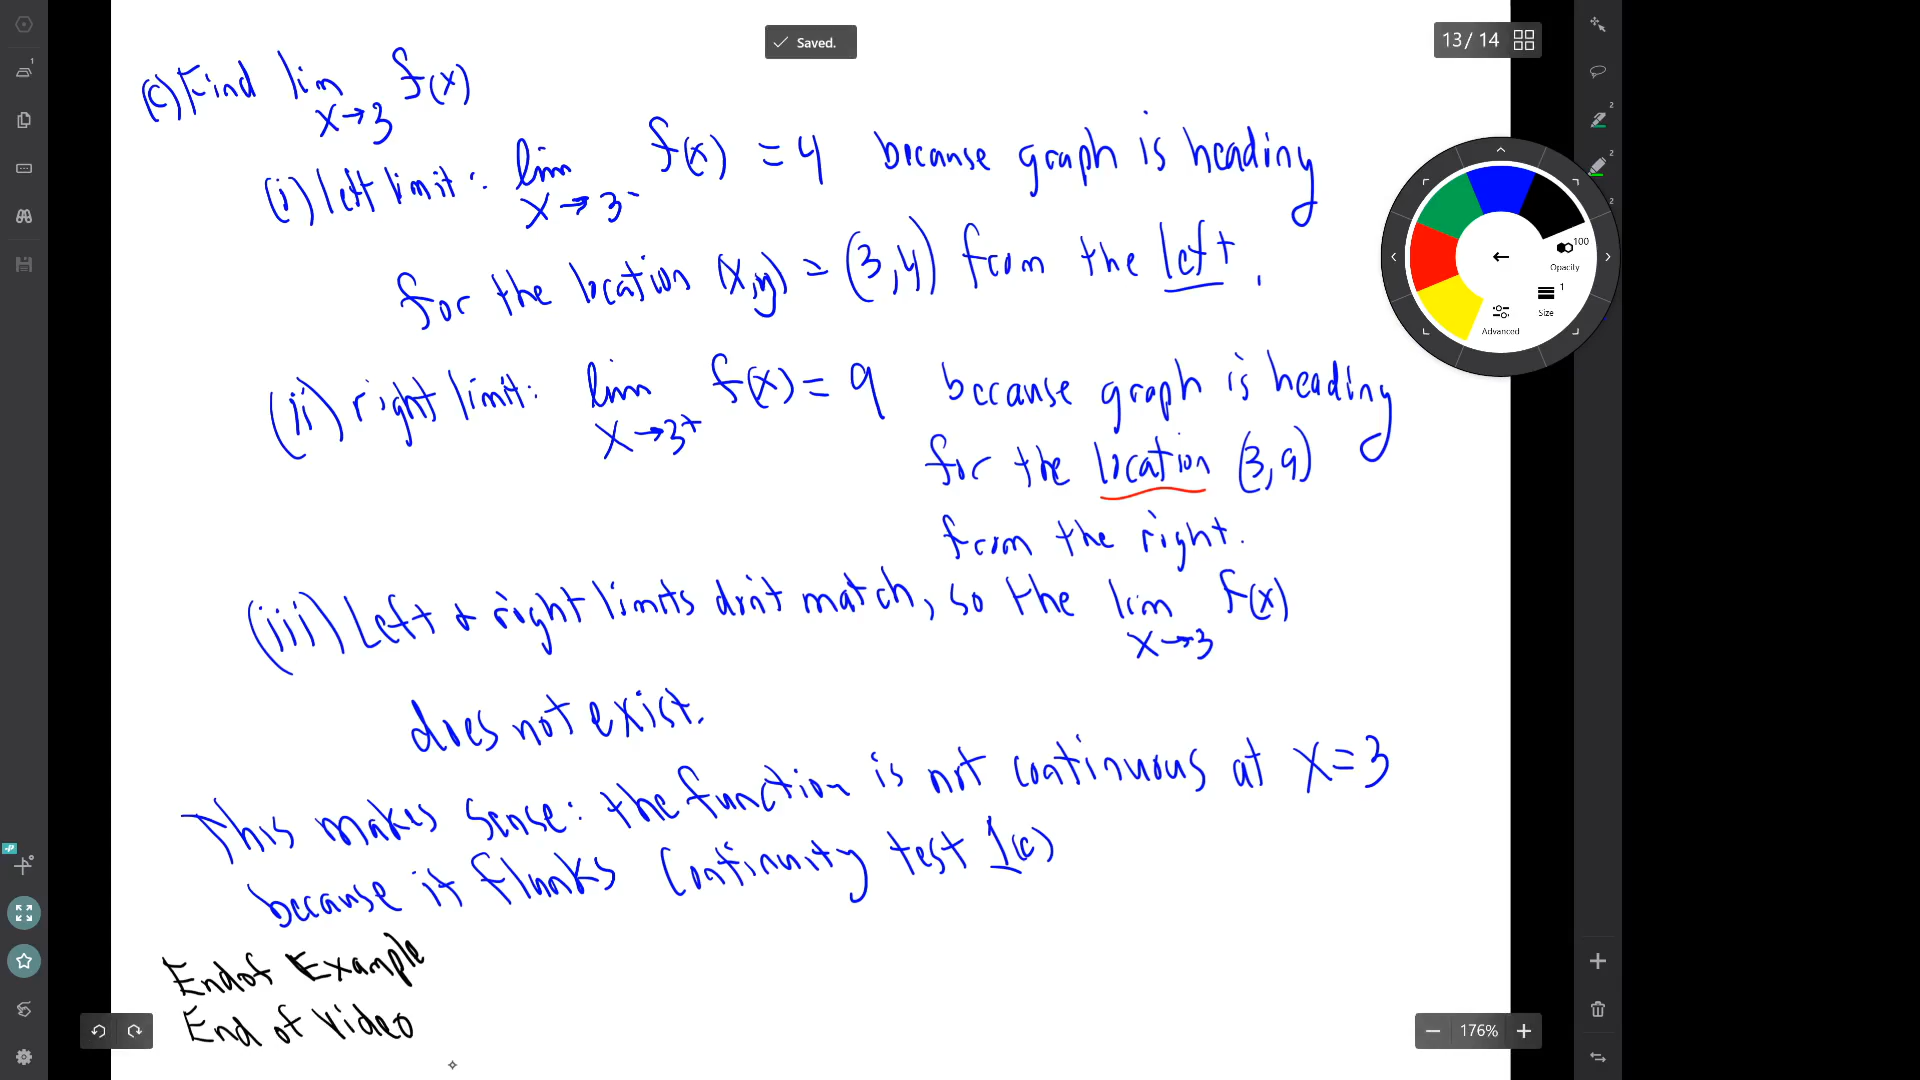 Saved.
13/ 14
(c) Find lim x→3 f(x)
(i) left limit: lim x→3⁻ f(x) = 4 because graph is heading
for the location (x,y) = (3,4) from the left.
(ii) right limit: lim x→3⁺ f(x) = 9 because graph is heading
for the location (3,9)
from the right.
(iii) Left & right limits don't match, so the lim x→3 f(x)
does not exist.
This makes sense: the function is not continuous at x=3
because it flunks Continuity test 1(c)
End of Example
End of Video
100
Opacity
1
Size
Advanced
176%